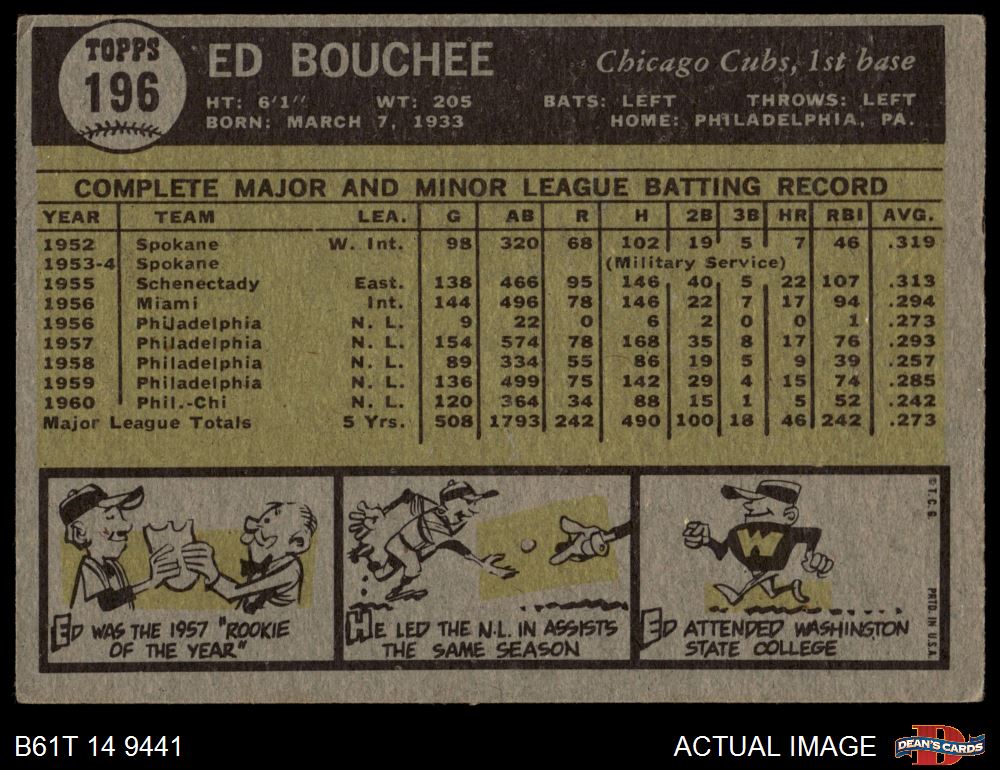 TOPPS
196
ED BOUCHEE
Chicago Cubs, 1st base
HT: 6'1" WT: 205 BATS: LEFT THROWS: LEFT
BORN: MARCH 7, 1933 HOME: PHILADELPHIA, PA.
COMPLETE MAJOR AND MINOR LEAGUE BATTING RECORD
YEAR TEAM LEA. G AB R H 2B 3B HR RBI AVG.
1952 Spokane W. Int. 98 320 68 102 19 5 7 46 .319
1953-4 Spokane (Military Service)
1955 Schenectady East. 138 466 95 146 40 5 22 107 .313
1956 Miami Int. 144 496 78 146 22 7 17 94 .294
1956 Philadelphia N. L. 9 22 0 6 2 0 0 1 .273
1957 Philadelphia N. L. 154 574 78 168 35 8 17 76 .293
1958 Philadelphia N. L. 89 334 55 86 19 5 9 39 .257
1959 Philadelphia N. L. 136 499 75 142 29 4 15 74 .285
1960 Phil.-Chi N. L. 120 364 34 88 15 1 5 52 .242
Major League Totals 5 Yrs. 508 1793 242 490 100 18 46 242 .273
ED WAS THE 1957 "ROOKIE
OF THE YEAR"
HE LED THE N.L. IN ASSISTS
THE SAME SEASON
W
ED ATTENDED WASHINGTON
STATE COLLEGE
© T.C.G.
PRTD. IN U.S.A.
B61T 14 9441
ACTUAL IMAGE
D
DEAN'S CARDS